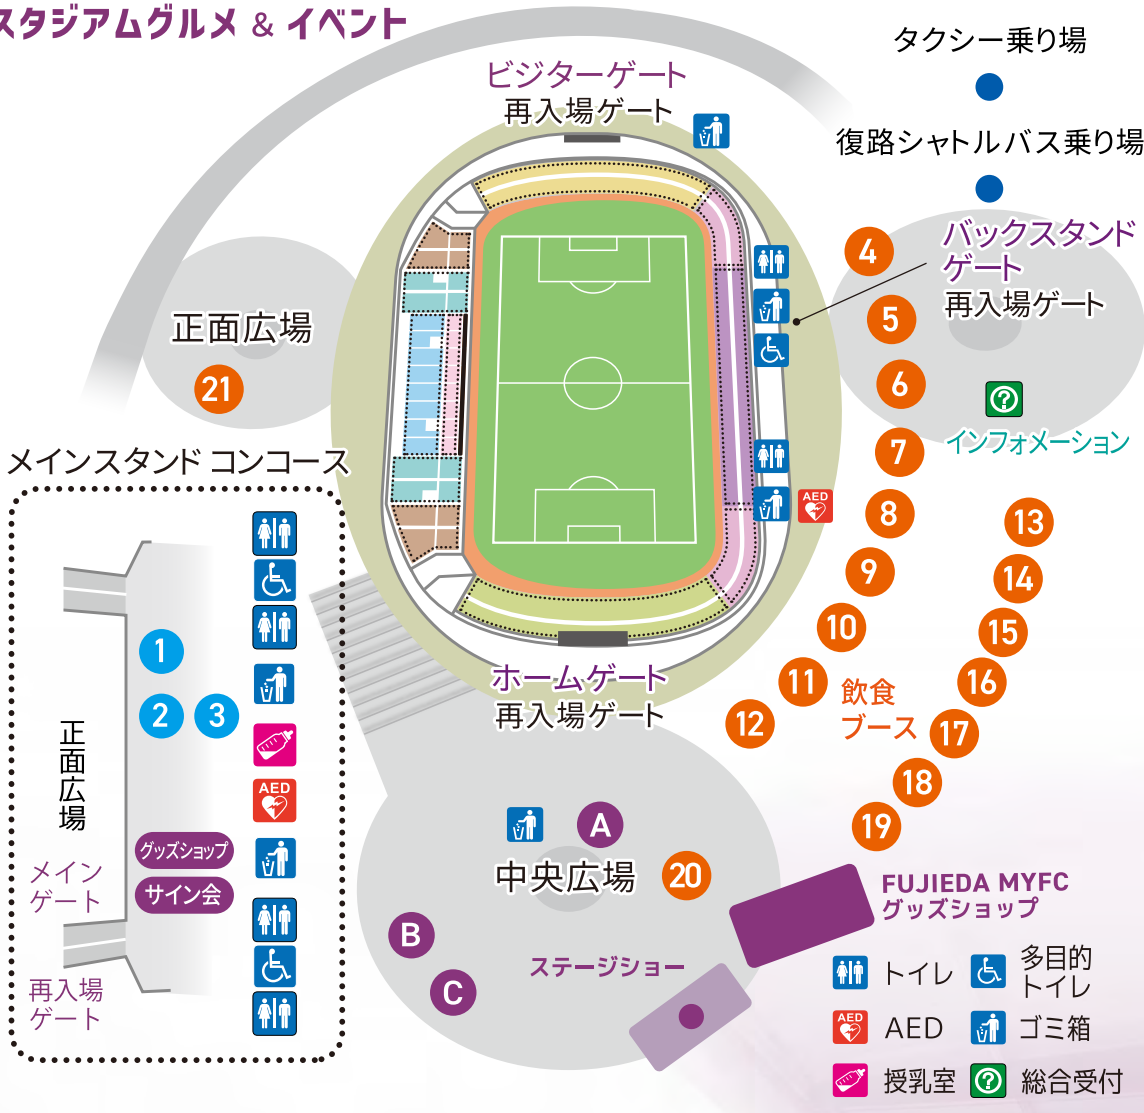 スタジアムグルメ & イベント
タクシー乗り場
ビジターゲート
再入場ゲート
復路シャトルバス乗り場
バックスタンド
ゲート
再入場ゲート
4
5
6
7
8
9
10
11
12
13
14
15
16
17
18
19
正面広場
21
インフォメーション
AED
飲食
ブース
ホームゲート
再入場ゲート
メインスタンド コンコース
1
2
3
正面広場
AED
グッズショップ
サイン会
メイン
ゲート
再入場
ゲート
A
中央広場
20
B
C
ステージショー
FUJIEDA MYFC
グッズショップ
トイレ
多目的
トイレ
AED
AED
ゴミ箱
授乳室
総合受付